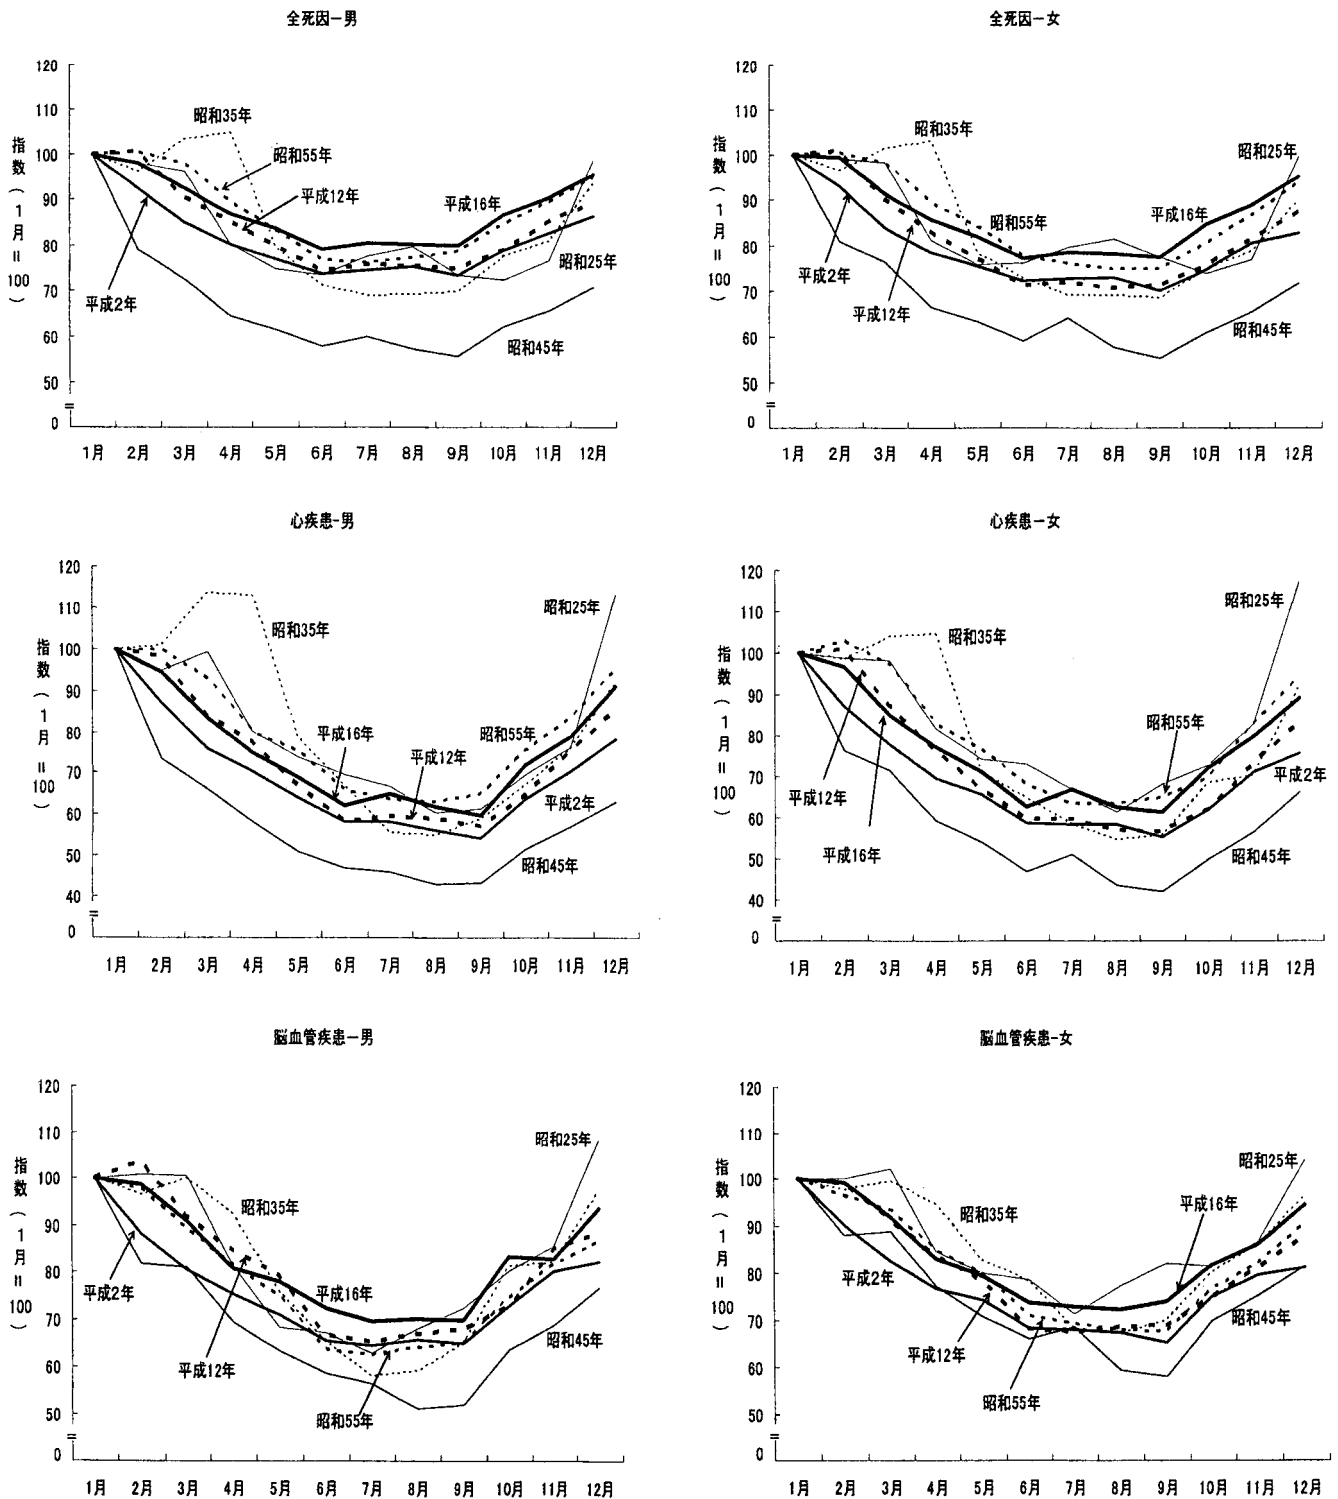 全死因－男
120
110
100
90
80
70
60
50
0
指数(1月=100)
昭和35年
昭和55年
平成12年
平成16年
昭和25年
平成2年
昭和45年
1月 2月 3月 4月 5月 6月 7月 8月 9月 10月 11月 12月
全死因－女
120
110
100
90
80
70
60
50
0
指数(1月=100)
昭和35年
昭和25年
平成16年
昭和55年
平成2年
平成12年
昭和45年
1月 2月 3月 4月 5月 6月 7月 8月 9月 10月 11月 12月
心疾患-男
120
110
100
90
80
70
60
50
40
0
指数(1月=100)
昭和25年
昭和35年
平成16年
昭和55年
平成12年
平成2年
昭和45年
1月 2月 3月 4月 5月 6月 7月 8月 9月 10月 11月 12月
心疾患－女
120
110
100
90
80
70
60
50
40
0
指数(1月=100)
昭和25年
昭和35年
昭和55年
平成2年
平成12年
平成16年
昭和45年
1月 2月 3月 4月 5月 6月 7月 8月 9月 10月 11月 12月
脳血管疾患－男
120
110
100
90
80
70
60
50
0
指数(1月=100)
昭和25年
昭和35年
平成2年
平成16年
昭和45年
平成12年
昭和55年
1月 2月 3月 4月 5月 6月 7月 8月 9月 10月 11月 12月
脳血管疾患-女
120
110
100
90
80
70
60
50
0
指数(1月=100)
昭和25年
平成16年
昭和35年
平成2年
昭和45年
平成12年
昭和55年
1月 2月 3月 4月 5月 6月 7月 8月 9月 10月 11月 12月